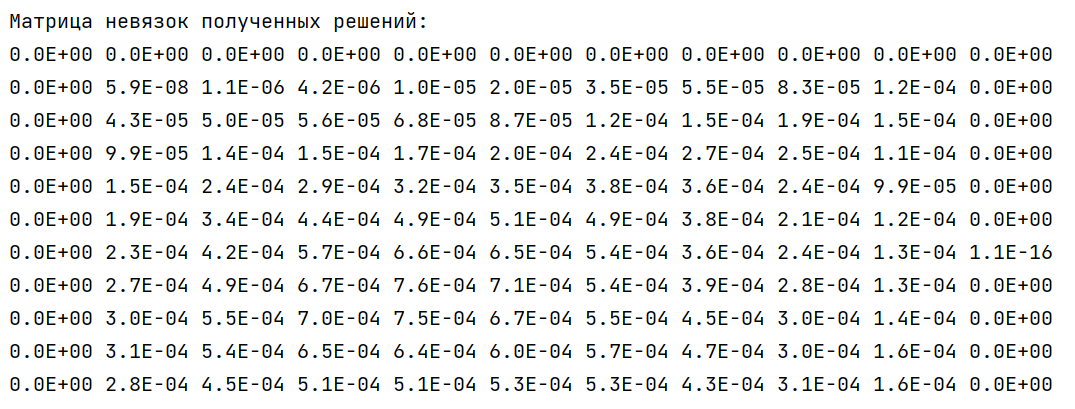 Матрица невязок полученных решений:
0.0E+00 0.0E+00 0.0E+00 0.0E+00 0.0E+00 0.0E+00 0.0E+00 0.0E+00 0.0E+00 0.0E+00 0.0E+00
0.0E+00 5.9E-08 1.1E-06 4.2E-06 1.0E-05 2.0E-05 3.5E-05 5.5E-05 8.3E-05 1.2E-04 0.0E+00
0.0E+00 4.3E-05 5.0E-05 5.6E-05 6.8E-05 8.7E-05 1.2E-04 1.5E-04 1.9E-04 1.5E-04 0.0E+00
0.0E+00 9.9E-05 1.4E-04 1.5E-04 1.7E-04 2.0E-04 2.4E-04 2.7E-04 2.5E-04 1.1E-04 0.0E+00
0.0E+00 1.5E-04 2.4E-04 2.9E-04 3.2E-04 3.5E-04 3.8E-04 3.6E-04 2.4E-04 9.9E-05 0.0E+00
0.0E+00 1.9E-04 3.4E-04 4.4E-04 4.9E-04 5.1E-04 4.9E-04 3.8E-04 2.1E-04 1.2E-04 0.0E+00
0.0E+00 2.3E-04 4.2E-04 5.7E-04 6.6E-04 6.5E-04 5.4E-04 3.6E-04 2.4E-04 1.3E-04 1.1E-16
0.0E+00 2.7E-04 4.9E-04 6.7E-04 7.6E-04 7.1E-04 5.4E-04 3.9E-04 2.8E-04 1.3E-04 0.0E+00
0.0E+00 3.0E-04 5.5E-04 7.0E-04 7.5E-04 6.7E-04 5.5E-04 4.5E-04 3.0E-04 1.4E-04 0.0E+00
0.0E+00 3.1E-04 5.4E-04 6.5E-04 6.4E-04 6.0E-04 5.7E-04 4.7E-04 3.0E-04 1.6E-04 0.0E+00
0.0E+00 2.8E-04 4.5E-04 5.1E-04 5.1E-04 5.3E-04 5.3E-04 4.3E-04 3.1E-04 1.6E-04 0.0E+00